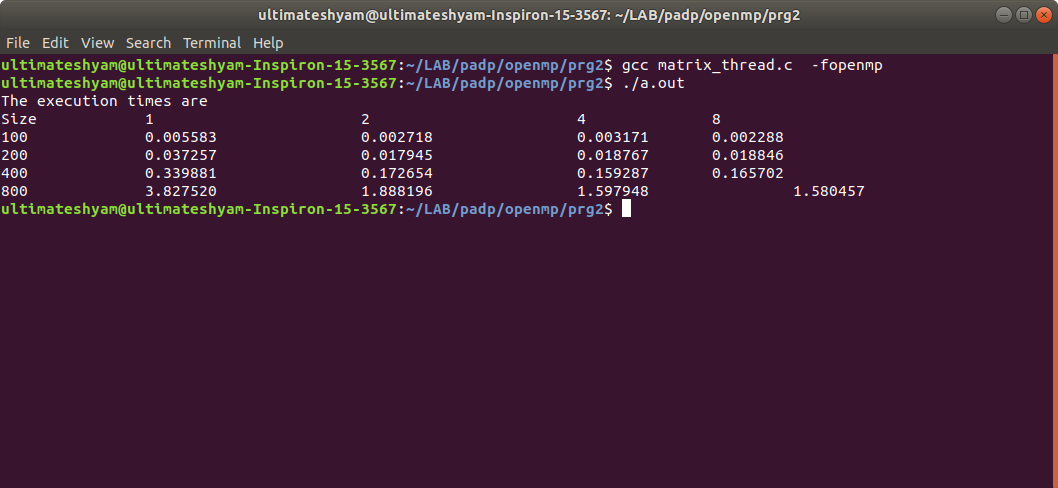 ultimateshyam@ultimateshyam-Inspiron-15-3567: ~/LAB/padp/openmp/prg2
File Edit View Search Terminal Help
ultimateshyam@ultimateshyam-Inspiron-15-3567:~/LAB/padp/openmp/prg2$ gcc matrix_thread.c  -fopenmp
ultimateshyam@ultimateshyam-Inspiron-15-3567:~/LAB/padp/openmp/prg2$ ./a.out
The execution times are
Size 1 2 4 8
100 0.005583 0.002718 0.003171 0.002288
200 0.037257 0.017945 0.018767 0.018846
400 0.339881 0.172654 0.159287 0.165702
800 3.827520 1.888196 1.597948 1.580457
ultimateshyam@ultimateshyam-Inspiron-15-3567:~/LAB/padp/openmp/prg2$